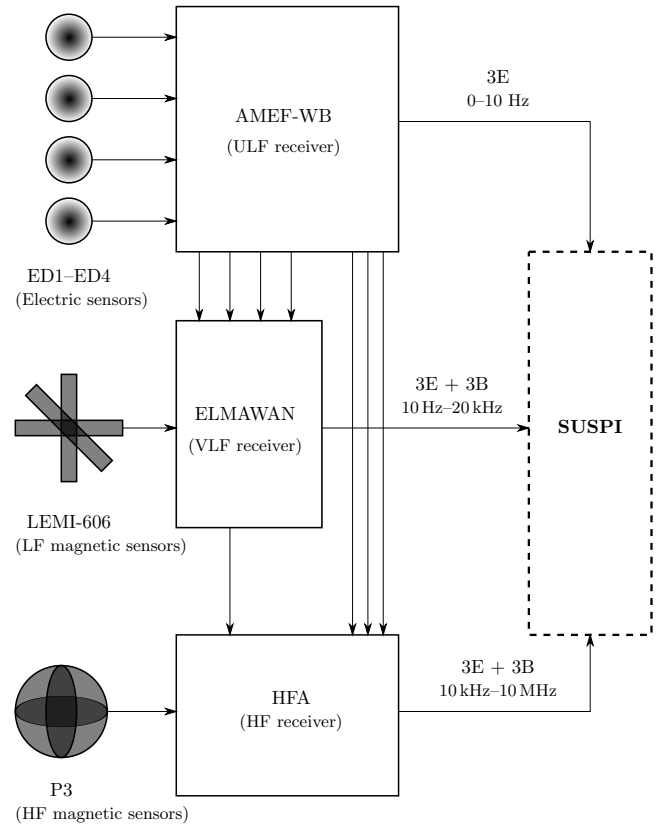 3E
0–10 Hz
AMEF-WB
(ULF receiver)
ED1–ED4
(Electric sensors)
3E + 3B
10 Hz–20 kHz
ELMAWAN
(VLF receiver)
SUSPI
LEMI-606
(LF magnetic sensors)
3E + 3B
10 kHz–10 MHz
HFA
(HF receiver)
P3
(HF magnetic sensors)